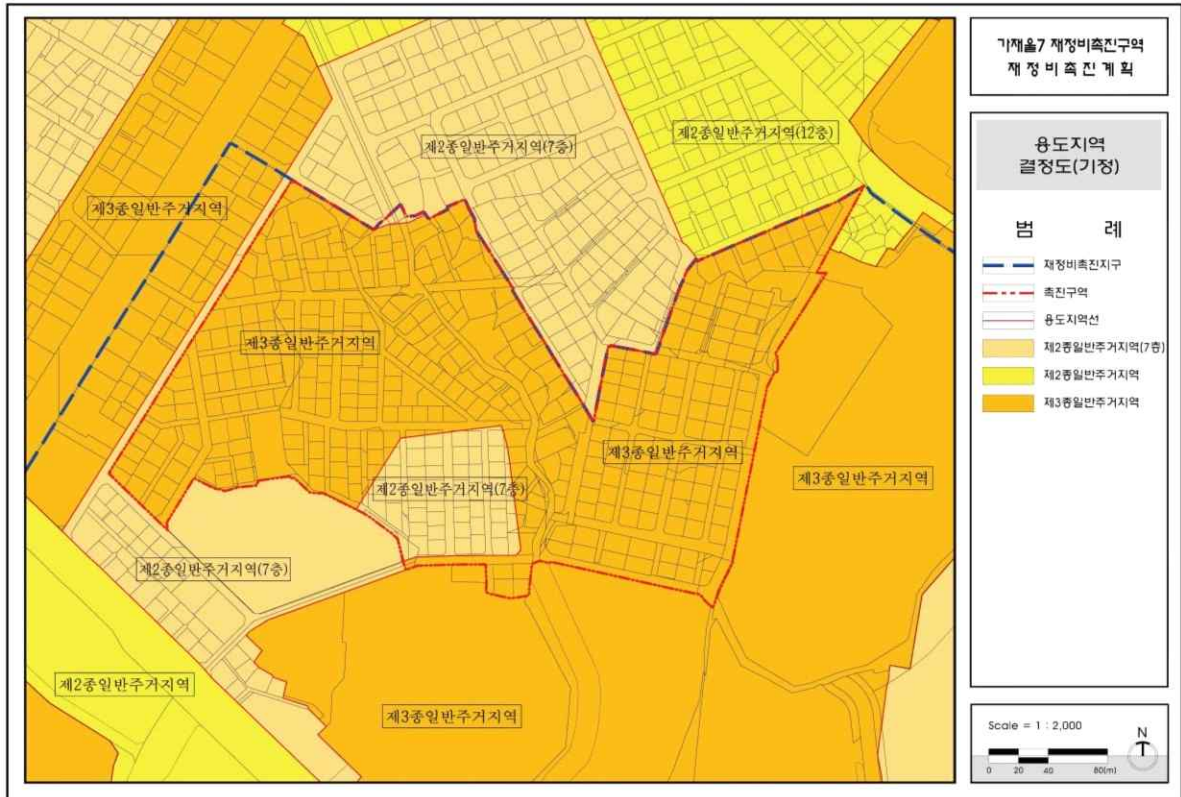 가재울7 재정비촉진구역
재 정 비 촉 진 계 획
용도지역
결정도(기정)
범 례
재정비촉진지구
촉진구역
용도지역선
제2종일반주거지역(7층)
제2종일반주거지역
제3종일반주거지역
Scale = 1 : 2,000
N
0 20 40 80(m)
제2종일반주거지역(12층)
제2종일반주거지역(7층)
제3종일반주거지역
제3종일반주거지역
제3종일반주거지역
제3종일반주거지역
제2종일반주거지역(7층)
제2종일반주거지역(7층)
제2종일반주거지역
제3종일반주거지역